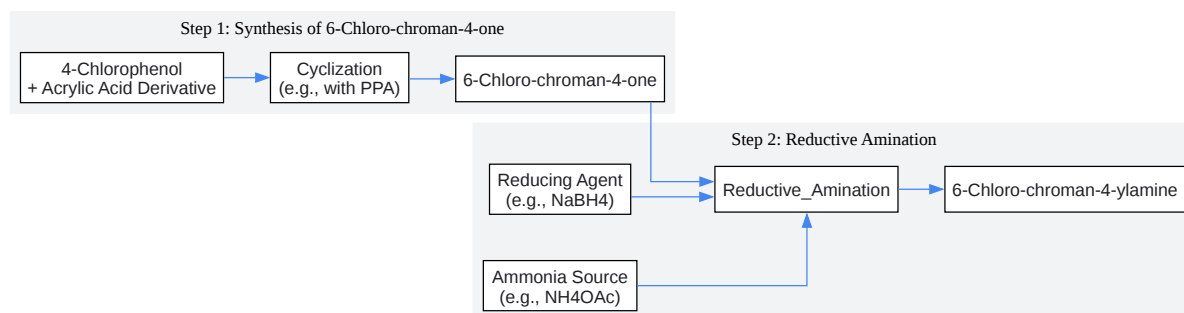 Step 1: Synthesis of 6-Chloro-chroman-4-one
4-Chlorophenol
+ Acrylic Acid Derivative
Cyclization
(e.g., with PPA)
6-Chloro-chroman-4-one
Step 2: Reductive Amination
Reducing Agent
(e.g., NaBH4)
Reductive_Amination
6-Chloro-chroman-4-ylamine
Ammonia Source
(e.g., NH4OAc)